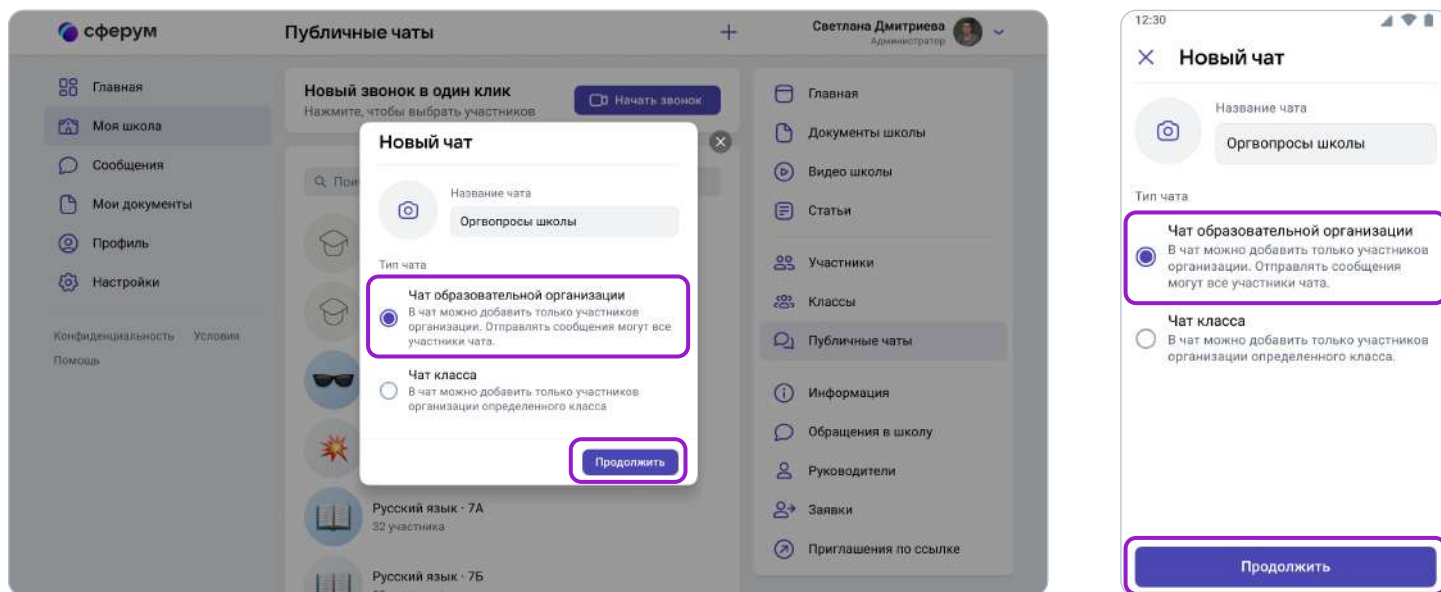 сферум
Публичные чаты
Светлана Дмитриева
Администратор
Главная
Моя школа
Сообщения
Мои документы
Профиль
Настройки
Конфиденциальность Условия
Помощь
Новый звонок в один клик
Нажмите, чтобы выбрать участников
Начать звонок
Новый чат
Название чата
Оргвопросы школы
Тип чата
Чат образовательной организации
В чат можно добавить только участников
организации. Отправлять сообщения могут все
участники чата.
Чат класса
В чат можно добавить только участников
организации определенного класса
Продолжить
Русский язык · 7А
32 участника
Русский язык · 7Б
Главная
Документы школы
Видео школы
Статьи
Участники
Классы
Публичные чаты
Информация
Обращения в школу
Руководители
Заявки
Приглашения по ссылке
12:30
Новый чат
Название чата
Оргвопросы школы
Тип чата
Чат образовательной организации
В чат можно добавить только участников
организации. Отправлять сообщения
могут все участники чата.
Чат класса
В чат можно добавить только участников
организации определенного класса.
Продолжить